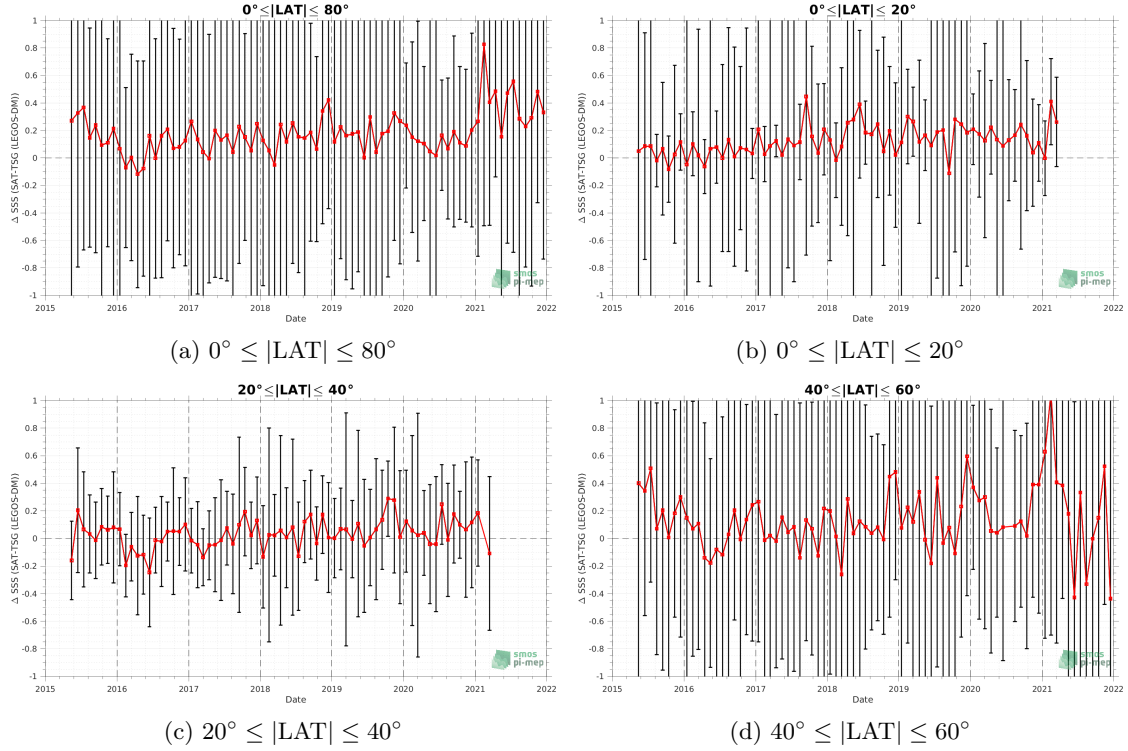 0°≤|LAT|≤ 80°
Δ SSS (SAT-TSG (LEGOS-DM))
1
0.8
0.6
0.4
0.2
0
-0.2
-0.4
-0.6
-0.8
-1
2015 2016 2017 2018 2019 2020 2021 2022
Date
smos
pi-mep
(a) 0° ≤ |LAT| ≤ 80°
0°≤|LAT|≤ 20°
Δ SSS (SAT-TSG (LEGOS-DM))
1
0.8
0.6
0.4
0.2
0
-0.2
-0.4
-0.6
-0.8
-1
2015 2016 2017 2018 2019 2020 2021 2022
Date
smos
pi-mep
(b) 0° ≤ |LAT| ≤ 20°
20°≤|LAT|≤ 40°
Δ SSS (SAT-TSG (LEGOS-DM))
1
0.8
0.6
0.4
0.2
0
-0.2
-0.4
-0.6
-0.8
-1
2015 2016 2017 2018 2019 2020 2021 2022
Date
smos
pi-mep
(c) 20° ≤ |LAT| ≤ 40°
40°≤|LAT|≤ 60°
Δ SSS (SAT-TSG (LEGOS-DM))
1
0.8
0.6
0.4
0.2
0
-0.2
-0.4
-0.6
-0.8
-1
2015 2016 2017 2018 2019 2020 2021 2022
Date
smos
pi-mep
(d) 40° ≤ |LAT| ≤ 60°